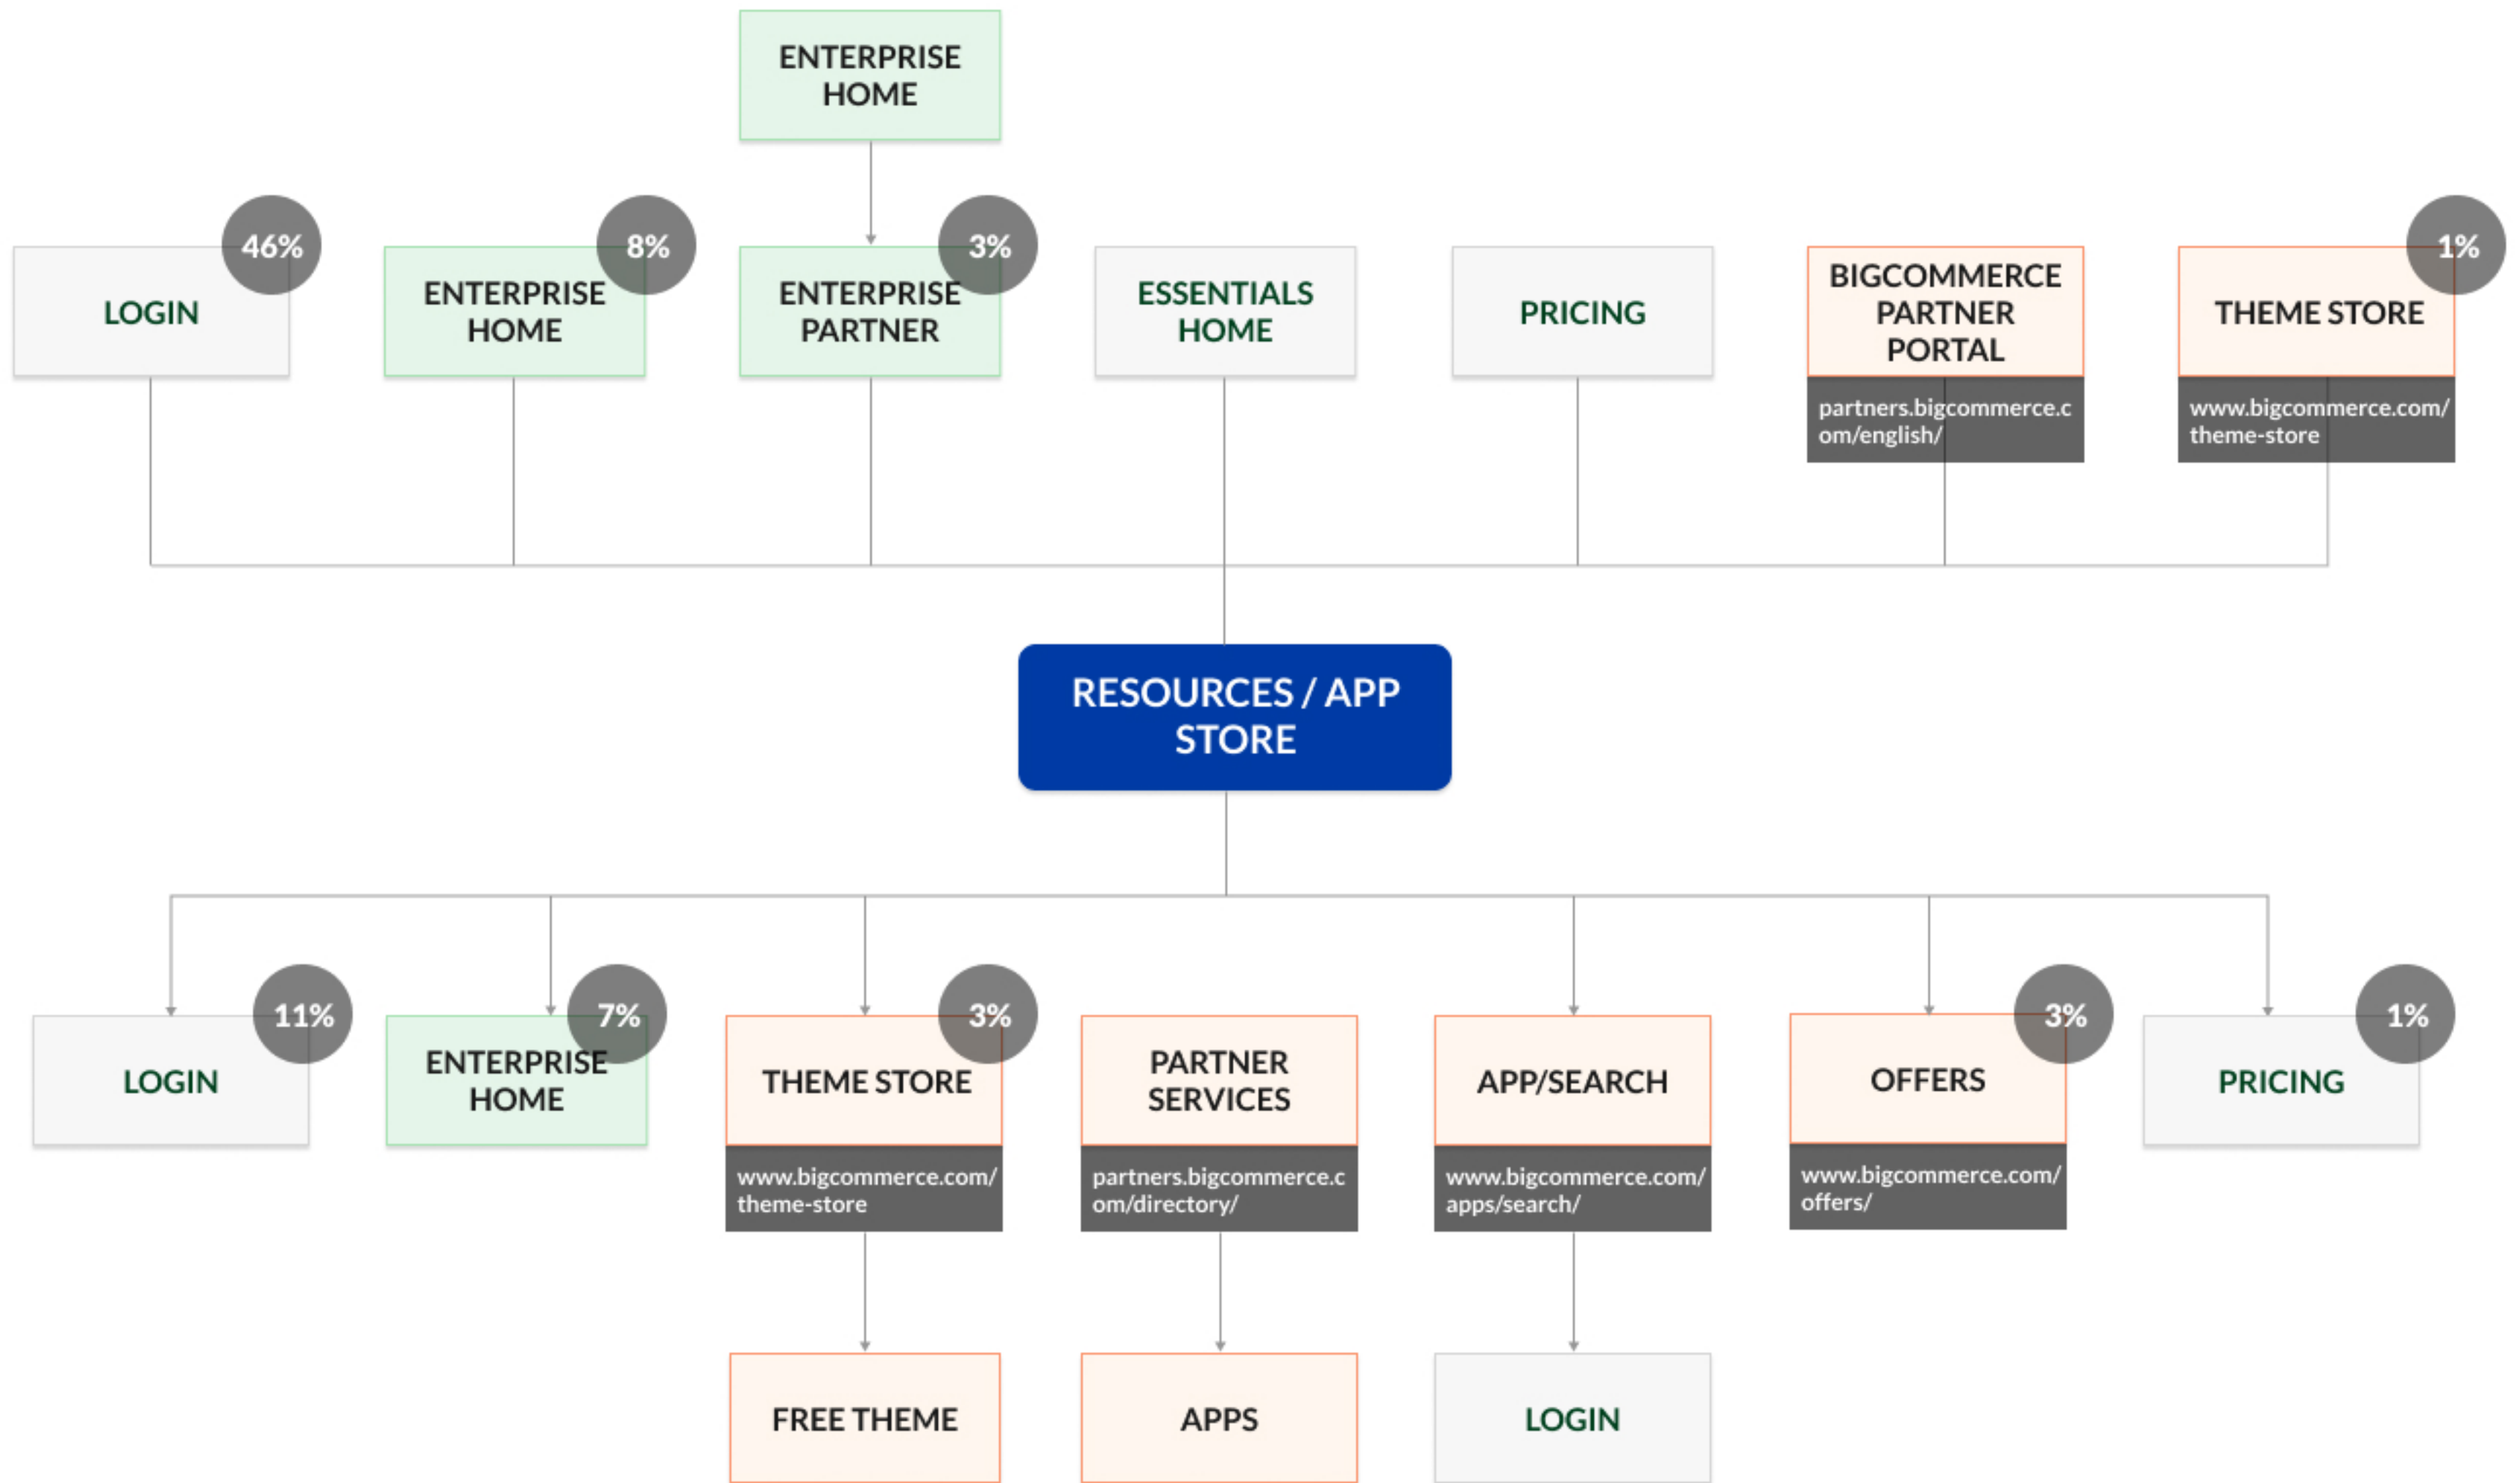 ENTERPRISE
HOME
46%
8%
3%
1%
LOGIN
ENTERPRISE
HOME
ENTERPRISE
PARTNER
ESSENTIALS
HOME
PRICING
BIGCOMMERCE
PARTNER
PORTAL
partners.bigcommerce.c
om/english/
THEME STORE
www.bigcommerce.com/
theme-store
RESOURCES / APP
STORE
11%
7%
3%
3%
1%
LOGIN
ENTERPRISE
HOME
THEME STORE
www.bigcommerce.com/
theme-store
PARTNER
SERVICES
partners.bigcommerce.c
om/directory/
APP/SEARCH
www.bigcommerce.com/
apps/search/
OFFERS
www.bigcommerce.com/
offers/
PRICING
FREE THEME
APPS
LOGIN